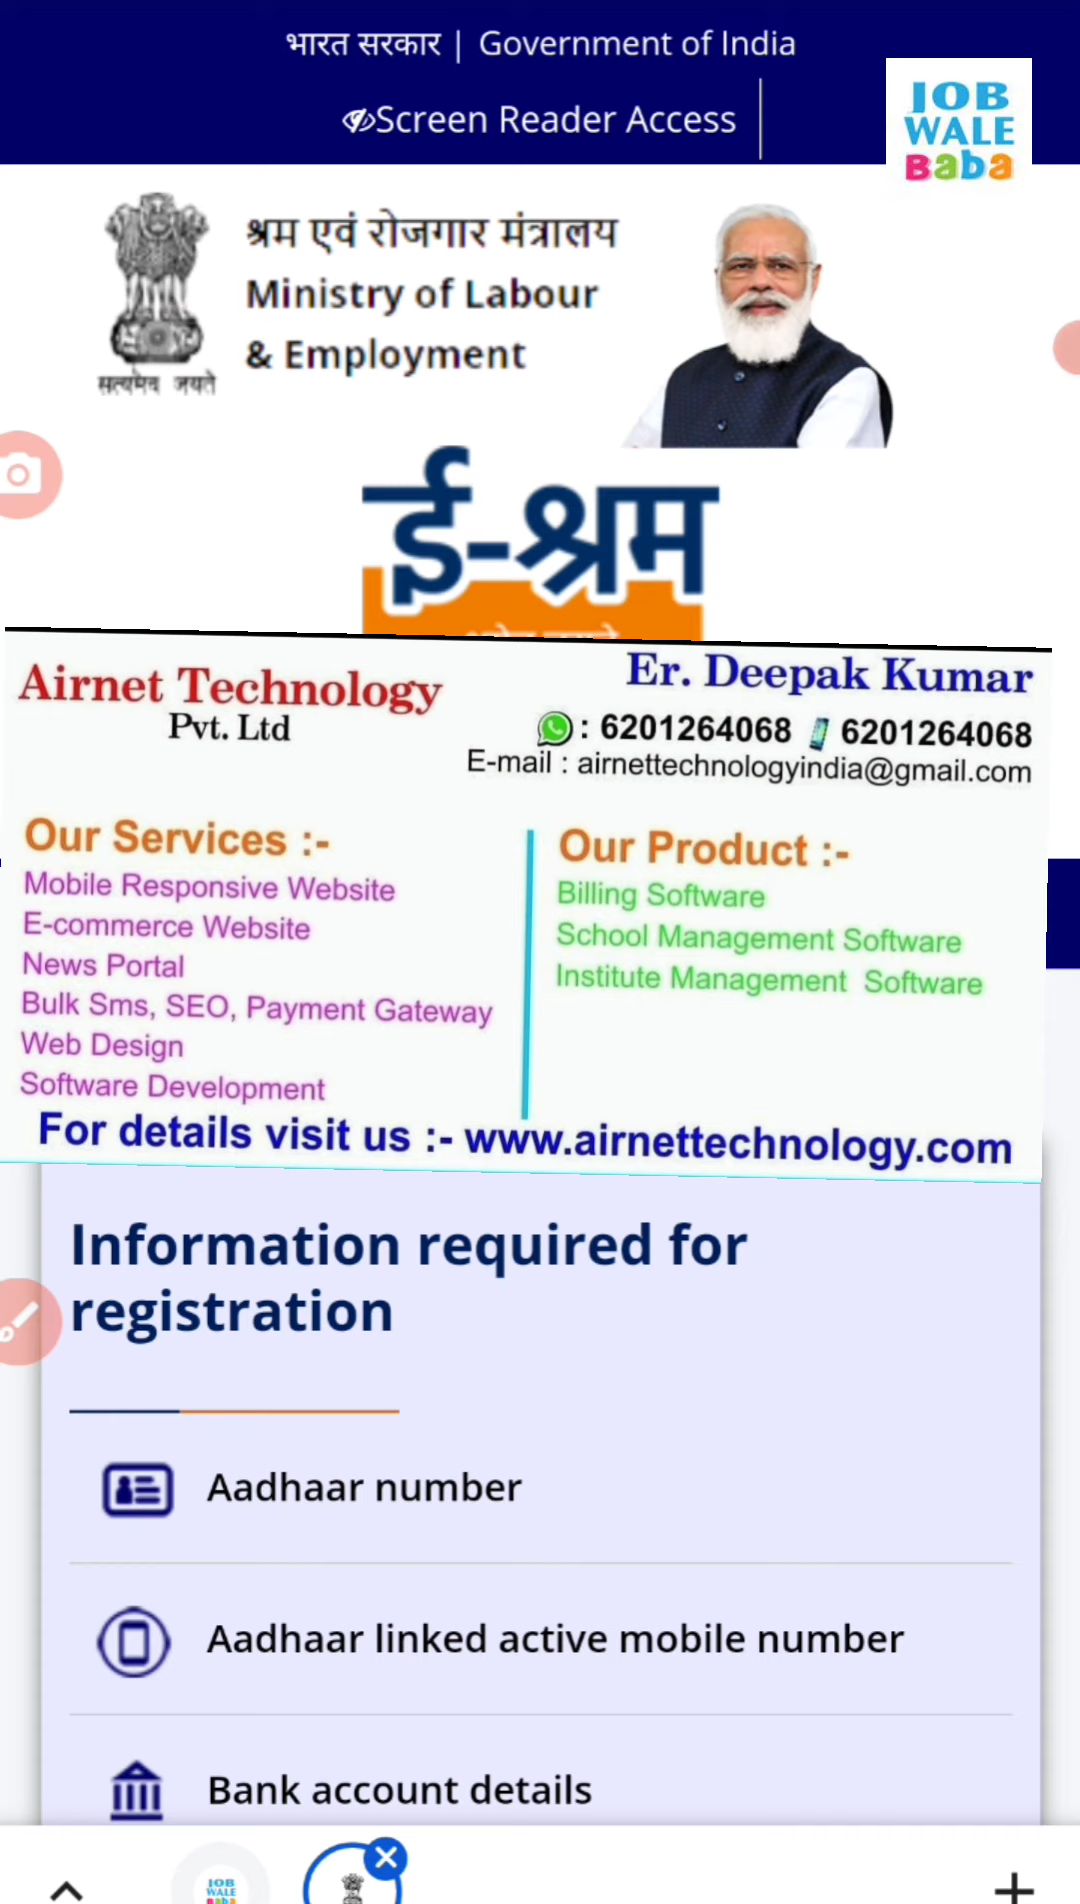 भारत सरकार | Government of India
Screen Reader Access
JOB
WALE
Baba
श्रम एवं रोजगार मंत्रालय
Ministry of Labour
& Employment
सत्यमेव जयते
ई-श्रम
Airnet Technology
Pvt. Ltd
Er. Deepak Kumar
: 6201264068 6201264068
E-mail : airnettechnologyindia@gmail.com
Our Services :-
Mobile Responsive Website
E-commerce Website
News Portal
Bulk Sms, SEO, Payment Gateway
Web Design
Software Development
Our Product :-
Billing Software
School Management Software
Institute Management Software
For details visit us :- www.airnettechnology.com
Information required for
registration
Aadhaar number
Aadhaar linked active mobile number
Bank account details
JOB
WALE